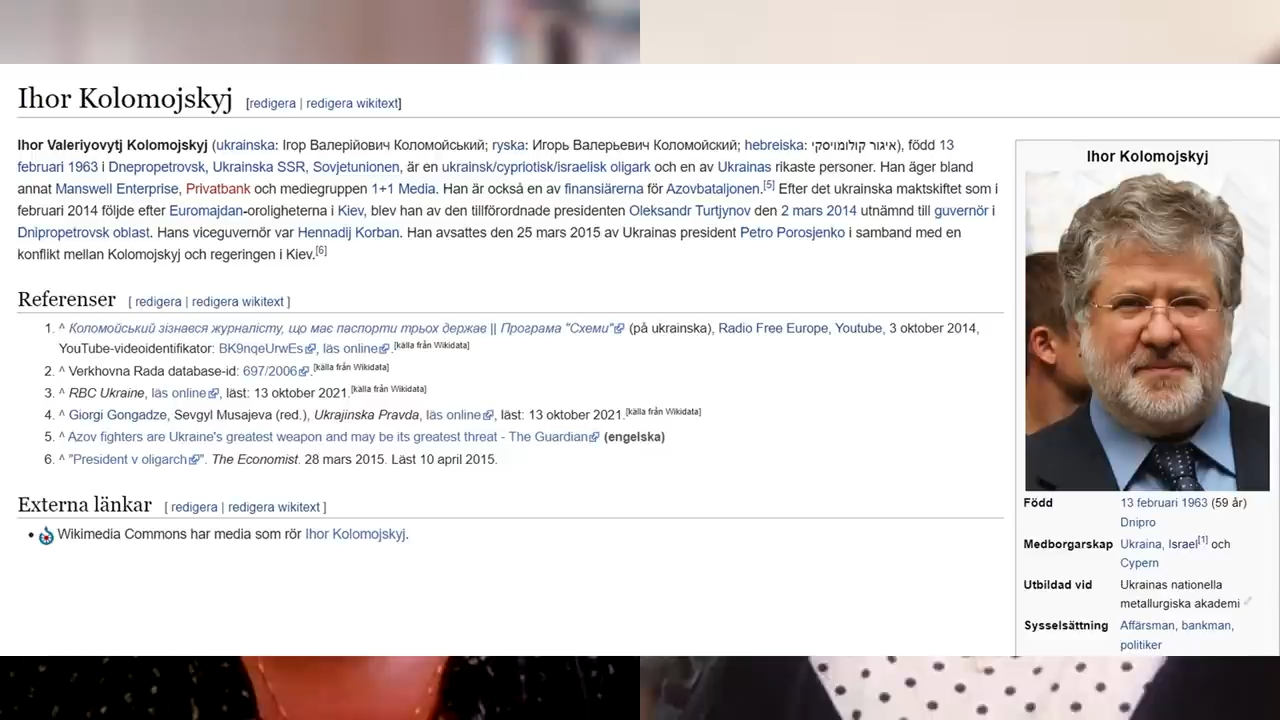 Ihor Kolomojskyj [redigera | redigera wikitext]
Ihor Valeriyovytj Kolomojskyj (ukrainska: Ігор Валерійович Коломойський; ryska: Игорь Валерьевич Коломойский; hebreiska: איגור קולומויסקי), född 13
februari 1963 i Dnepropetrovsk, Ukrainska SSR, Sovjetunionen, är en ukrainsk/cypriotisk/israelisk oligark och en av Ukrainas rikaste personer. Han äger bland
annat Manswell Enterprise, Privatbank och mediegruppen 1+1 Media. Han är också en av finansiärerna för Azovbataljonen.[5] Efter det ukrainska maktskiftet som i
februari 2014 följde efter Euromajdan-oroligheterna i Kiev, blev han av den tillförordnade presidenten Oleksandr Turtjynov den 2 mars 2014 utnämnd till guvernör i
Dnipropetrovsk oblast. Hans viceguvernör var Hennadij Korban. Han avsattes den 25 mars 2015 av Ukrainas president Petro Porosjenko i samband med en
konflikt mellan Kolomojskyj och regeringen i Kiev.[6]
Referenser [ redigera | redigera wikitext ]
1. ^ Коломойський зізнався журналісту, що має паспорти трьох держав || Програма "Схеми" (på ukrainska), Radio Free Europe, Youtube, 3 oktober 2014,
YouTube-videoidentifikator: BK9nqeUrwEs, läs online.[källa från Wikidata]
2. ^ Verkhovna Rada database-id: 697/2006.[källa från Wikidata]
3. ^ RBC Ukraine, läs online, läst: 13 oktober 2021.[källa från Wikidata]
4. ^ Giorgi Gongadze, Sevgyl Musajeva (red.), Ukrajinska Pravda, läs online, läst: 13 oktober 2021.[källa från Wikidata]
5. ^ Azov fighters are Ukraine's greatest weapon and may be its greatest threat - The Guardian (engelska)
6. ^ "President v oligarch". The Economist. 28 mars 2015. Läst 10 april 2015.
Externa länkar [ redigera | redigera wikitext ]
• Wikimedia Commons har media som rör Ihor Kolomojskyj.
Ihor Kolomojskyj
Född 13 februari 1963 (59 år)
Dnipro
Medborgarskap Ukraina, Israel[1] och
Cypern
Utbildad vid Ukrainas nationella
metallurgiska akademi
Sysselsättning Affärsman, bankman,
politiker